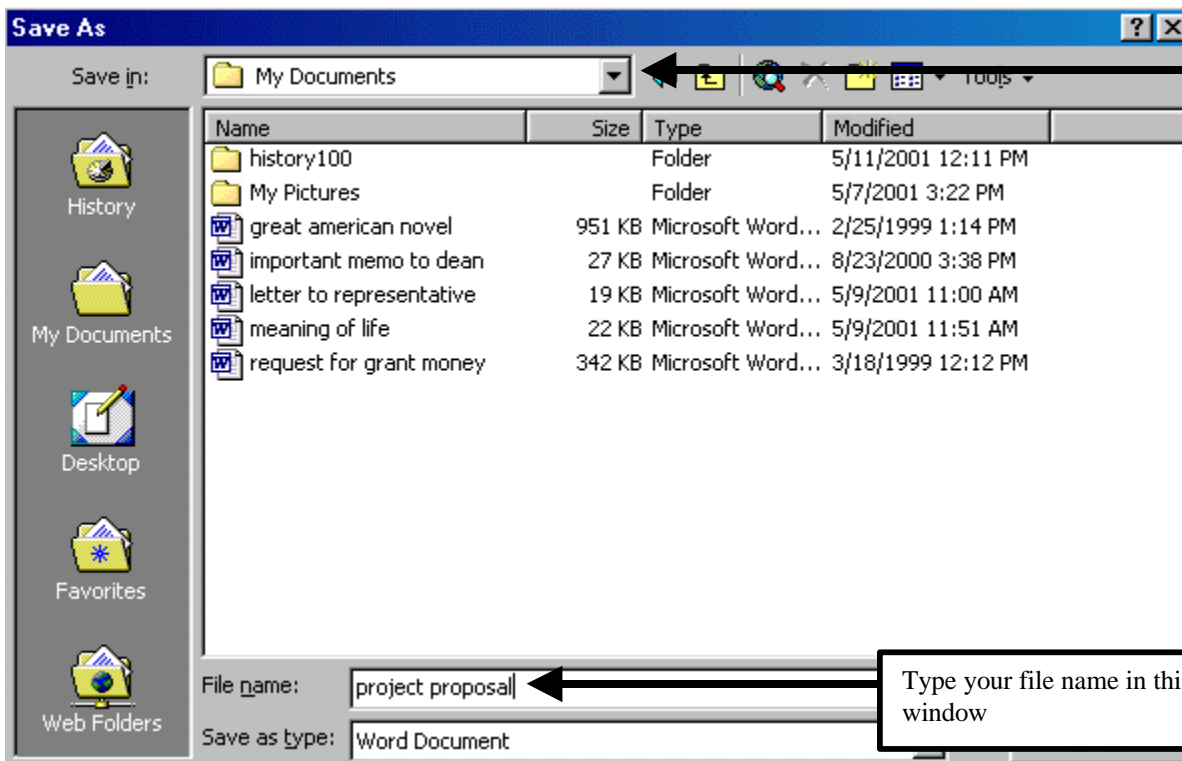 Save As
Save in:
My Documents
Tools
Name Size Type Modified
history100 Folder 5/11/2001 12:11 PM
My Pictures Folder 5/7/2001 3:22 PM
great american novel 951 KB Microsoft Word... 2/25/1999 1:14 PM
important memo to dean 27 KB Microsoft Word... 8/23/2000 3:38 PM
letter to representative 19 KB Microsoft Word... 5/9/2001 11:00 AM
meaning of life 22 KB Microsoft Word... 5/9/2001 11:51 AM
request for grant money 342 KB Microsoft Word... 3/18/1999 12:12 PM
History
My Documents
Desktop
Favorites
Web Folders
File name: project proposal
Save as type: Word Document
Type your file name in thi
window